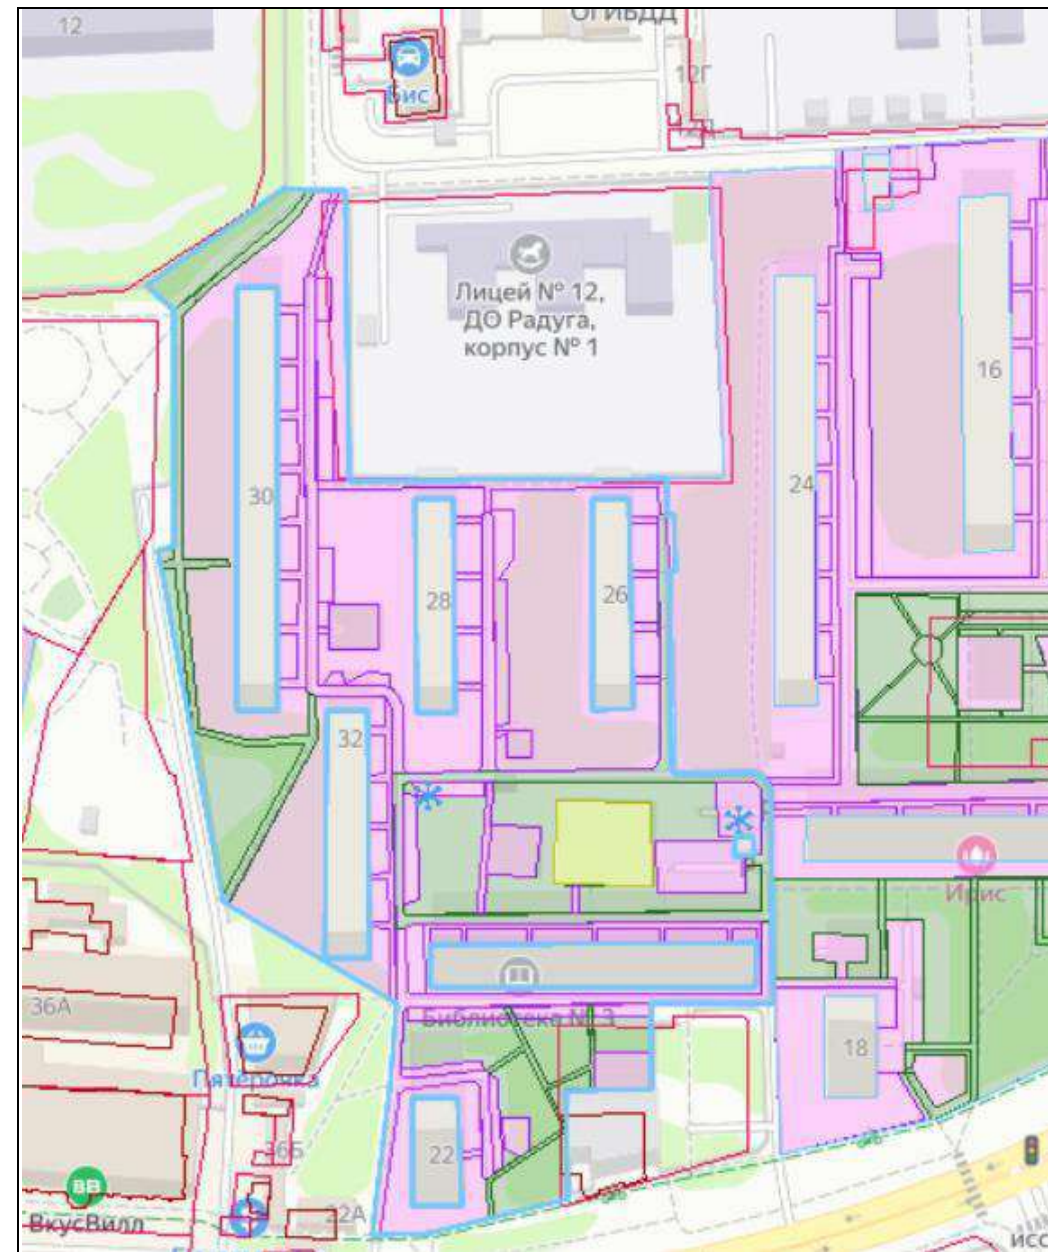 12
ОГИБДД
12Г
Бис
Лицей № 12,
ДО Радуга,
корпус № 1
16
30
24
28
26
32
Ирис
36А
Библиотека № 3
18
Пятёрочка
22
36Б
ВкусВилл
22А